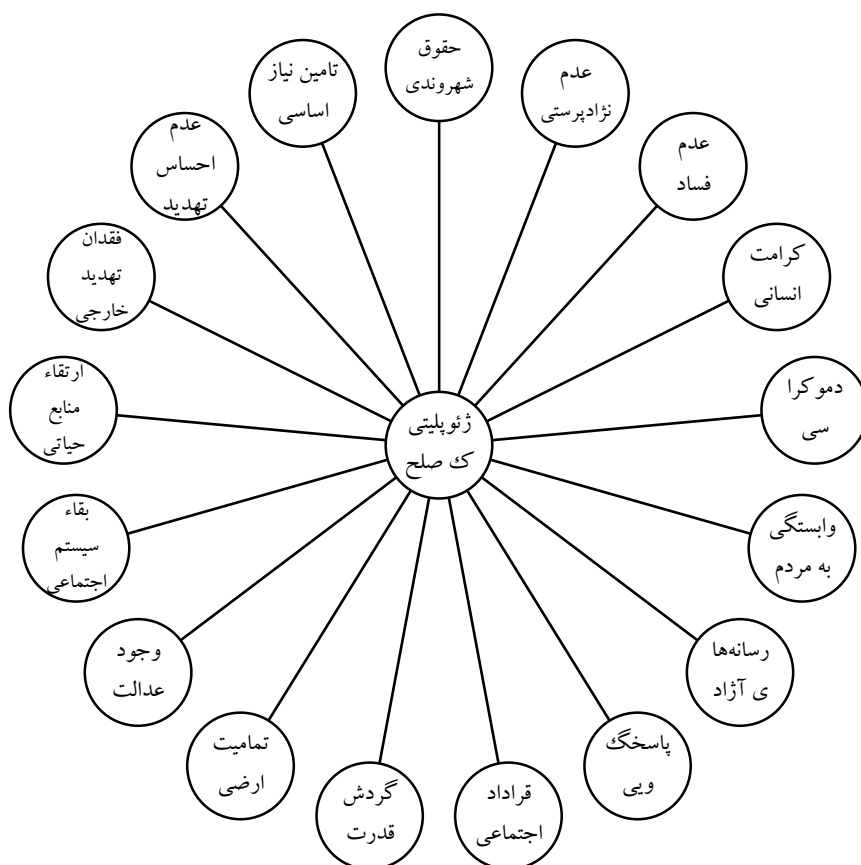 حقوق
شهروندی
عدم
نژادپرستی
عدم
فساد
کرامت
انسانی
دموکرا
سی
وابستگی
به مردم
رسانه‌ها
ی آژاد
پاسخگ
ویی
قراداد
اجتماعی
گردش
قدرت
تمامیت
ارضی
وجود
عدالت
بقاء
سیستم
اجتماعی
ارتقاء
منابع
حیاتی
فقدان
تهدید
خارجی
عدم
احساس
تهدید
تامین نیاز
اساسی
ژئوپلیتی
ک صلح